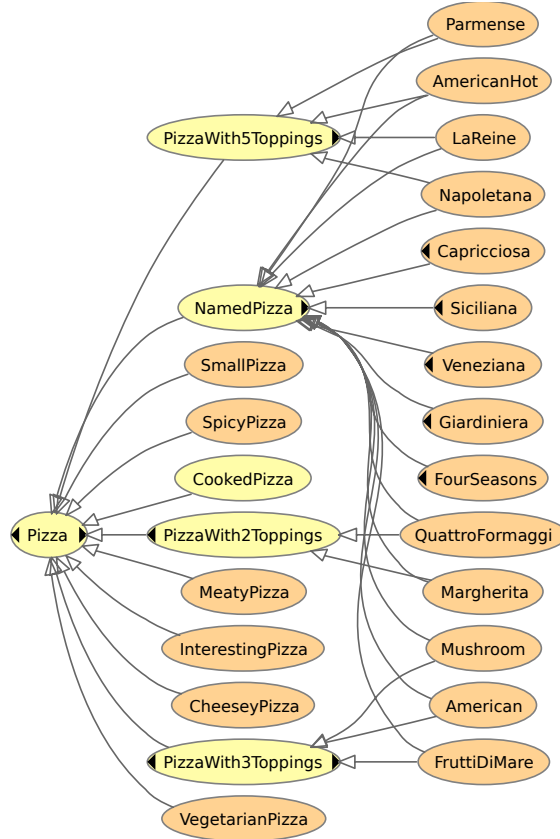 Parmense
AmericanHot
PizzaWith5Toppings
LaReine
Napoletana
Capricciosa
NamedPizza
Siciliana
SmallPizza
Veneziana
SpicyPizza
Giardiniera
CookedPizza
FourSeasons
Pizza
PizzaWith2Toppings
QuattroFormaggi
MeatyPizza
Margherita
InterestingPizza
Mushroom
CheeseyPizza
American
PizzaWith3Toppings
FruttiDiMare
VegetarianPizza